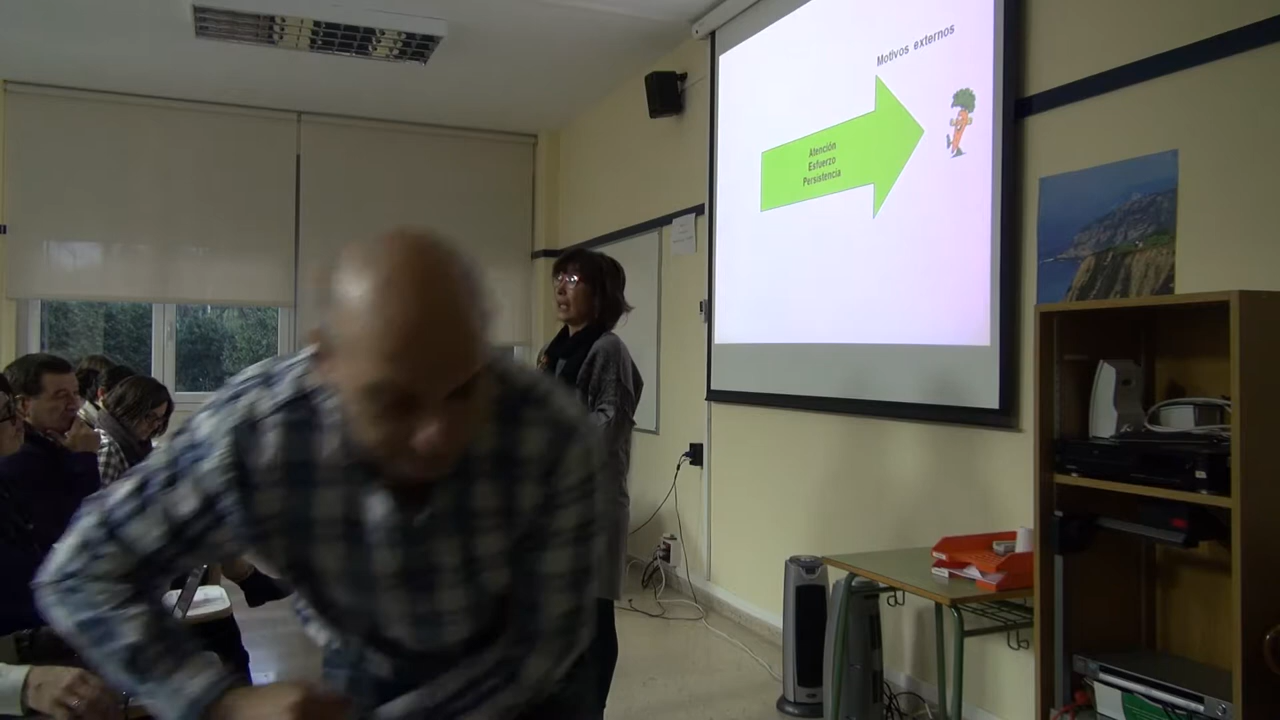 Motivos externos
Atención
Esfuerzo
Persistencia